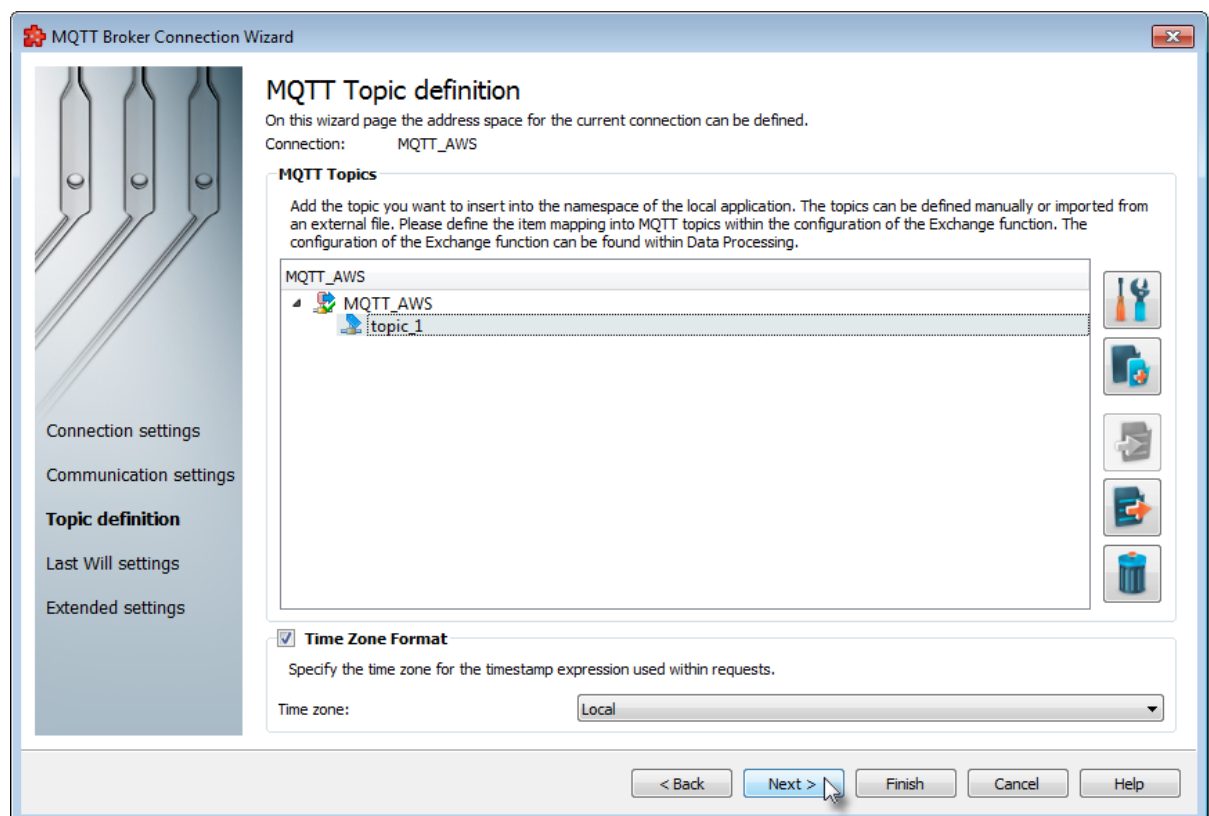 MQTT Broker Connection Wizard
MQTT Topic definition
On this wizard page the address space for the current connection can be defined.
Connection: MQTT_AWS
MQTT Topics
Add the topic you want to insert into the namespace of the local application. The topics can be defined manually or imported from
an external file. Please define the item mapping into MQTT topics within the configuration of the Exchange function. The
configuration of the Exchange function can be found within Data Processing.
MQTT_AWS
MQTT_AWS
topic_1
Connection settings
Communication settings
Topic definition
Last Will settings
Extended settings
Time Zone Format
Specify the time zone for the timestamp expression used within requests.
Time zone: Local
< Back Next > Finish Cancel Help